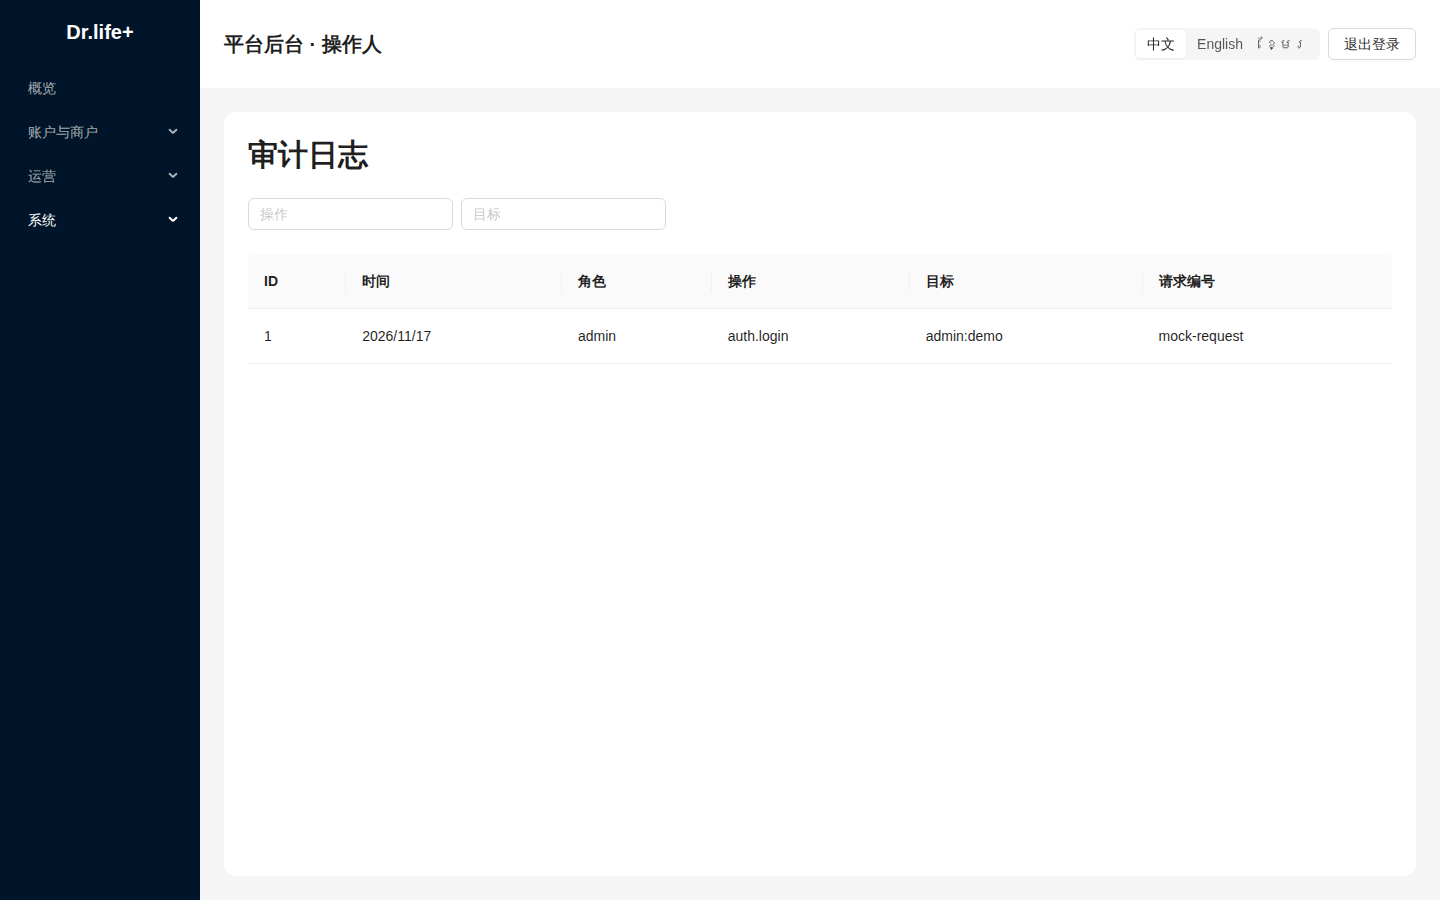 Dr.life+
概览
账户与商户
运营
系统
平台后台 · 操作人
中文
English
ខ្មែរ
退出登录
审计日志
操作
目标
ID
时间
角色
操作
目标
请求编号
1
2026/11/17
admin
auth.login
admin:demo
mock-request